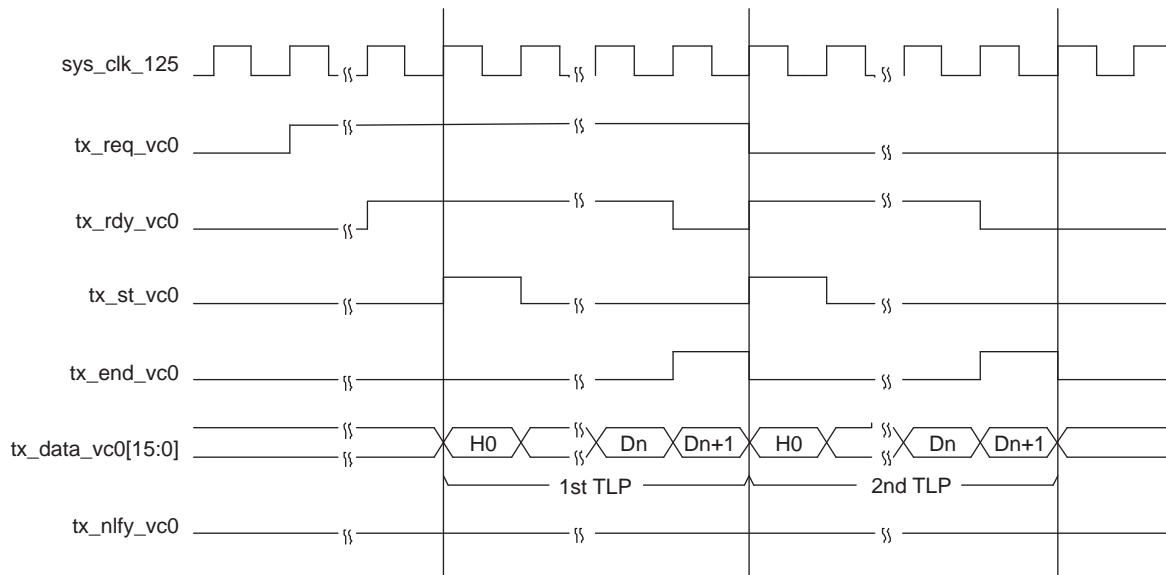 sys_clk_125
tx_req_vc0
tx_rdy_vc0
tx_st_vc0
tx_end_vc0
tx_data_vc0[15:0] H0 Dn Dn+1 H0 Dn Dn+1
1st TLP 2nd TLP
tx_nlfy_vc0